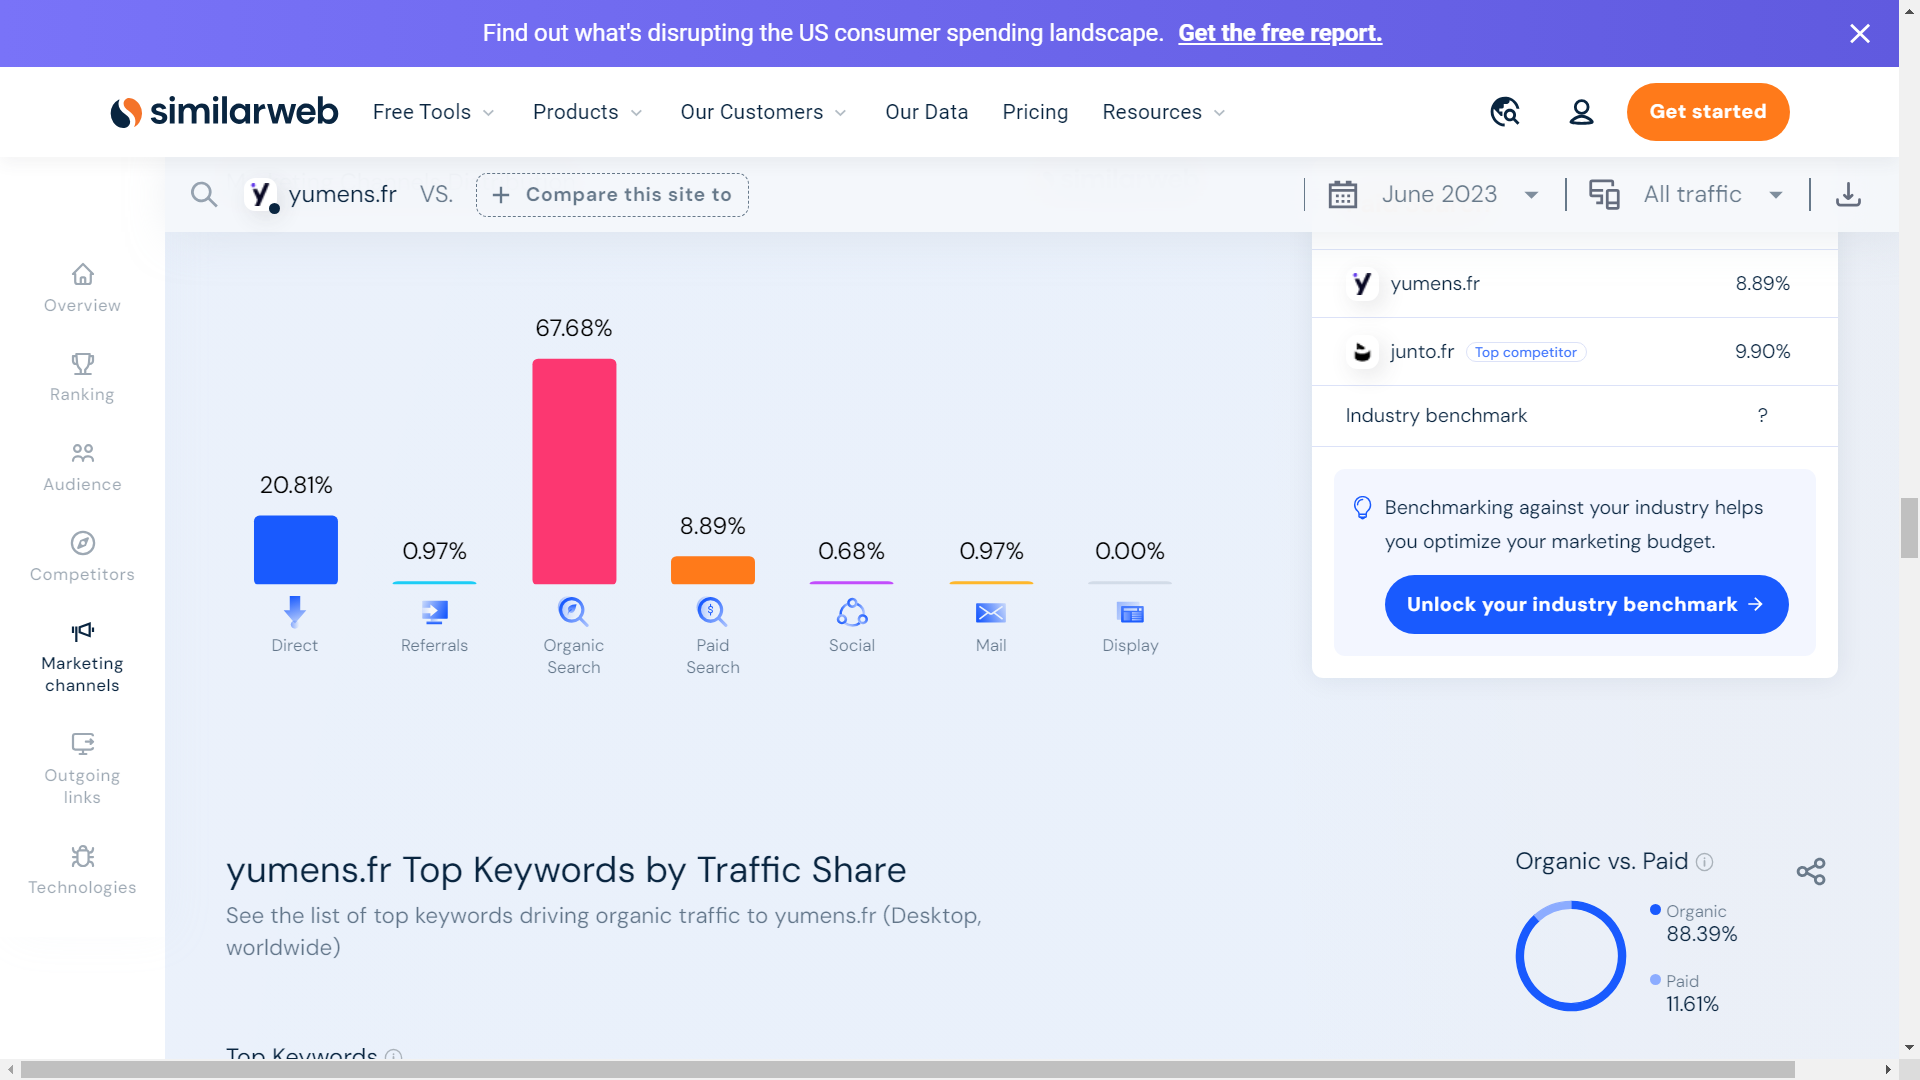 Find out what's disrupting the US consumer spending landscape. Get the free report.
similarweb
Free Tools
Products
Our Customers
Our Data
Pricing
Resources
Get started
yumens.fr
VS.
+ Compare this site to
June 2023
All traffic
Overview
Ranking
Audience
Competitors
Marketing
channels
Outgoing
links
Technologies
20.81%
0.97%
67.68%
8.89%
0.68%
0.97%
0.00%
Direct
Referrals
Organic
Search
Paid
Search
Social
Mail
Display
yumens.fr 8.89%
junto.fr Top competitor 9.90%
Industry benchmark ?
Benchmarking against your industry helps
you optimize your marketing budget.
Unlock your industry benchmark →
yumens.fr Top Keywords by Traffic Share
See the list of top keywords driving organic traffic to yumens.fr (Desktop,
worldwide)
Organic vs. Paid
Organic
88.39%
Paid
11.61%
Top Keywords